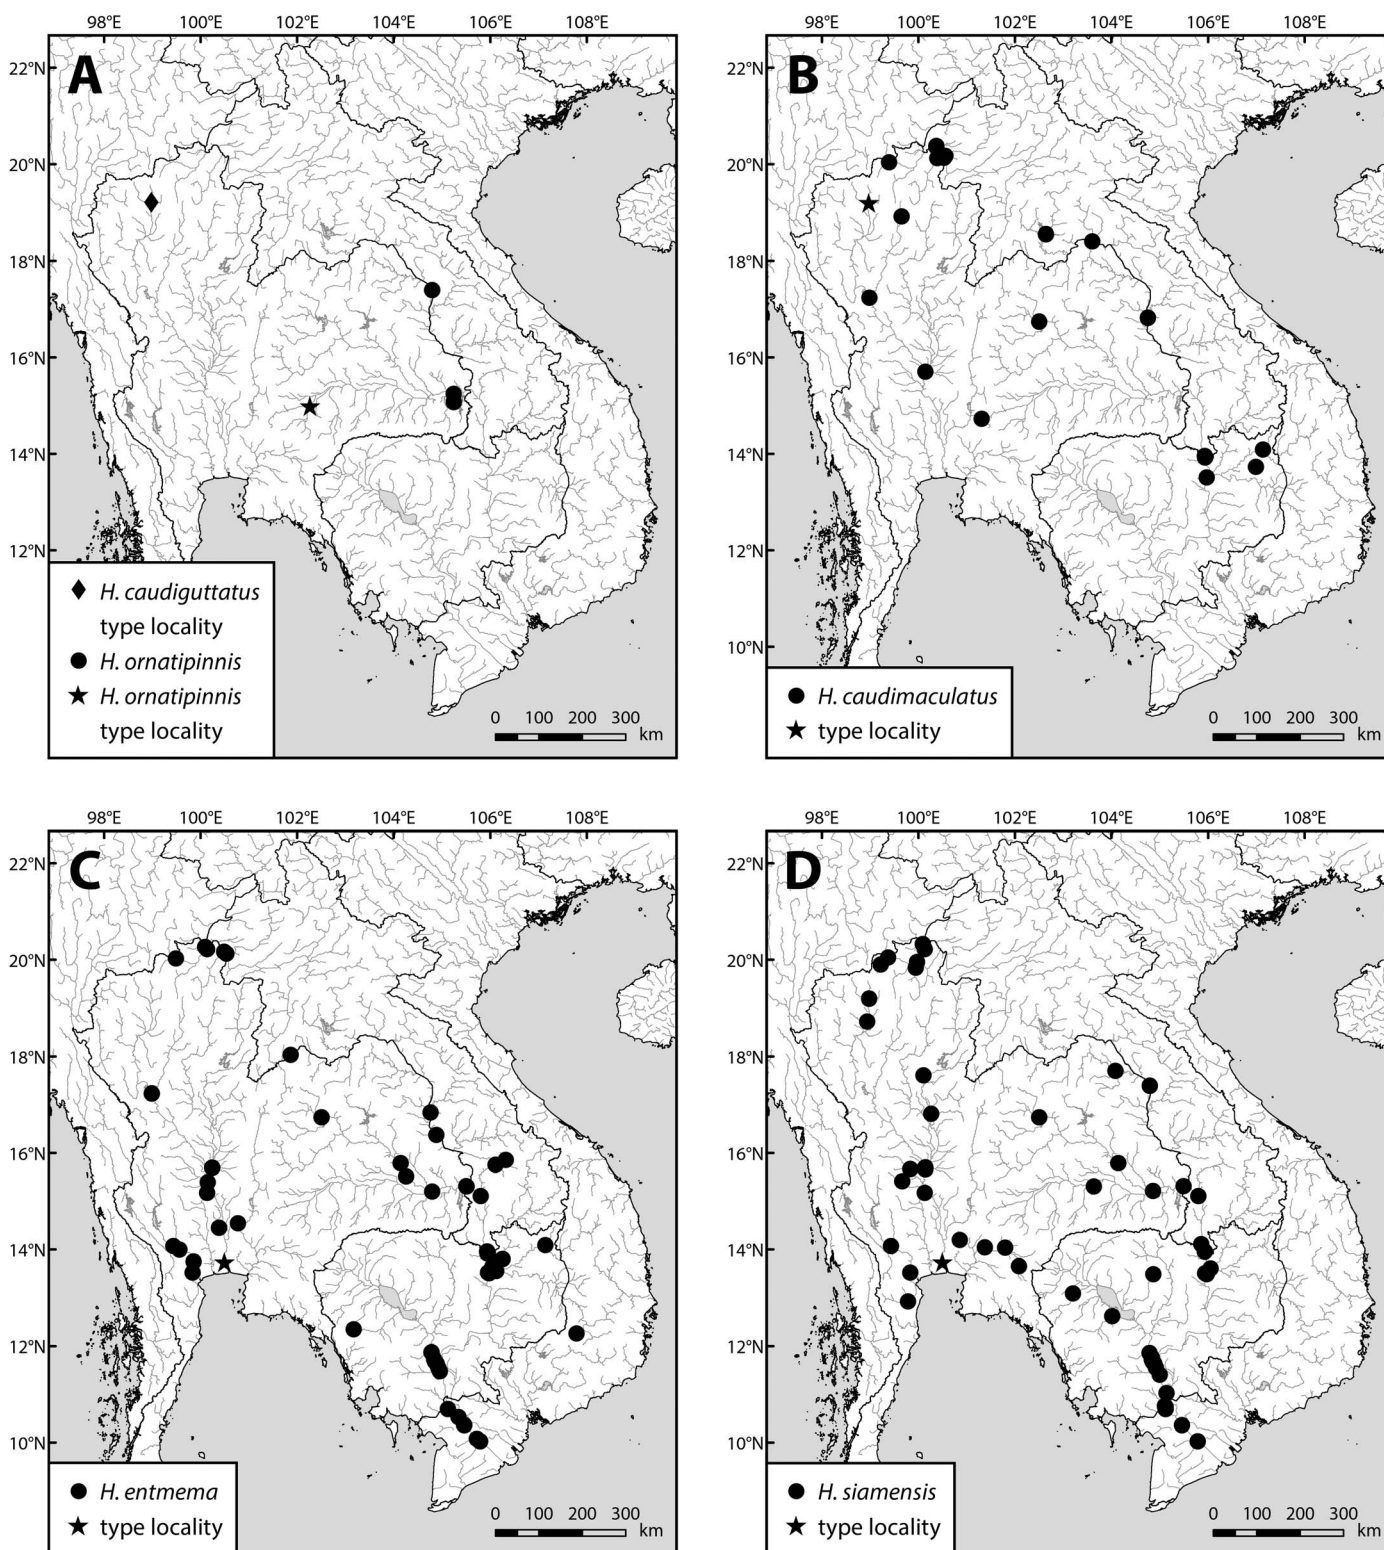 98°E 100°E 102°E 104°E 106°E 108°E
22°N
20°N
18°N
16°N
14°N
12°N
A
H. caudiguttatus
type locality
H. ornatipinnis
H. ornatipinnis
type locality
0 100 200 300
km
98°E 100°E 102°E 104°E 106°E 108°E
22°N
20°N
18°N
16°N
14°N
12°N
10°N
B
H. caudimaculatus
type locality
0 100 200 300
km
98°E 100°E 102°E 104°E 106°E 108°E
22°N
20°N
18°N
16°N
14°N
12°N
10°N
C
H. entmema
type locality
0 100 200 300
km
98°E 100°E 102°E 104°E 106°E 108°E
22°N
20°N
18°N
16°N
14°N
12°N
10°N
D
H. siamensis
type locality
0 100 200 300
km